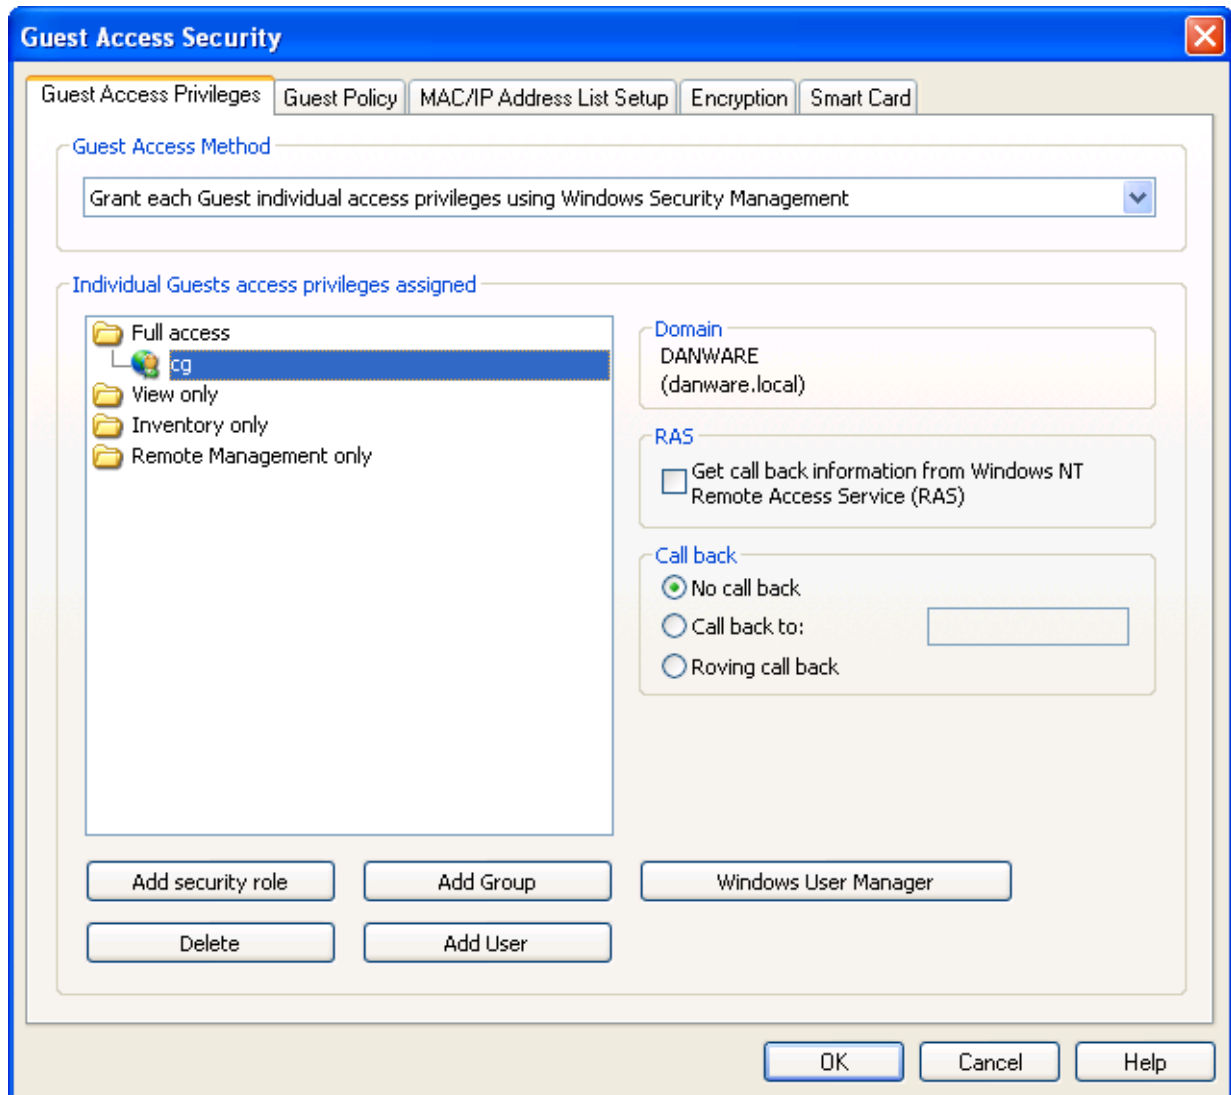 Guest Access Security
Guest Access Privileges
Guest Policy
MAC/IP Address List Setup
Encryption
Smart Card
Guest Access Method
Grant each Guest individual access privileges using Windows Security Management
Individual Guests access privileges assigned
Full access
cg
View only
Inventory only
Remote Management only
Domain
DANWARE
(danware.local)
RAS
Get call back information from Windows NT
Remote Access Service (RAS)
Call back
No call back
Call back to:
Roving call back
Add security role
Add Group
Windows User Manager
Delete
Add User
OK
Cancel
Help